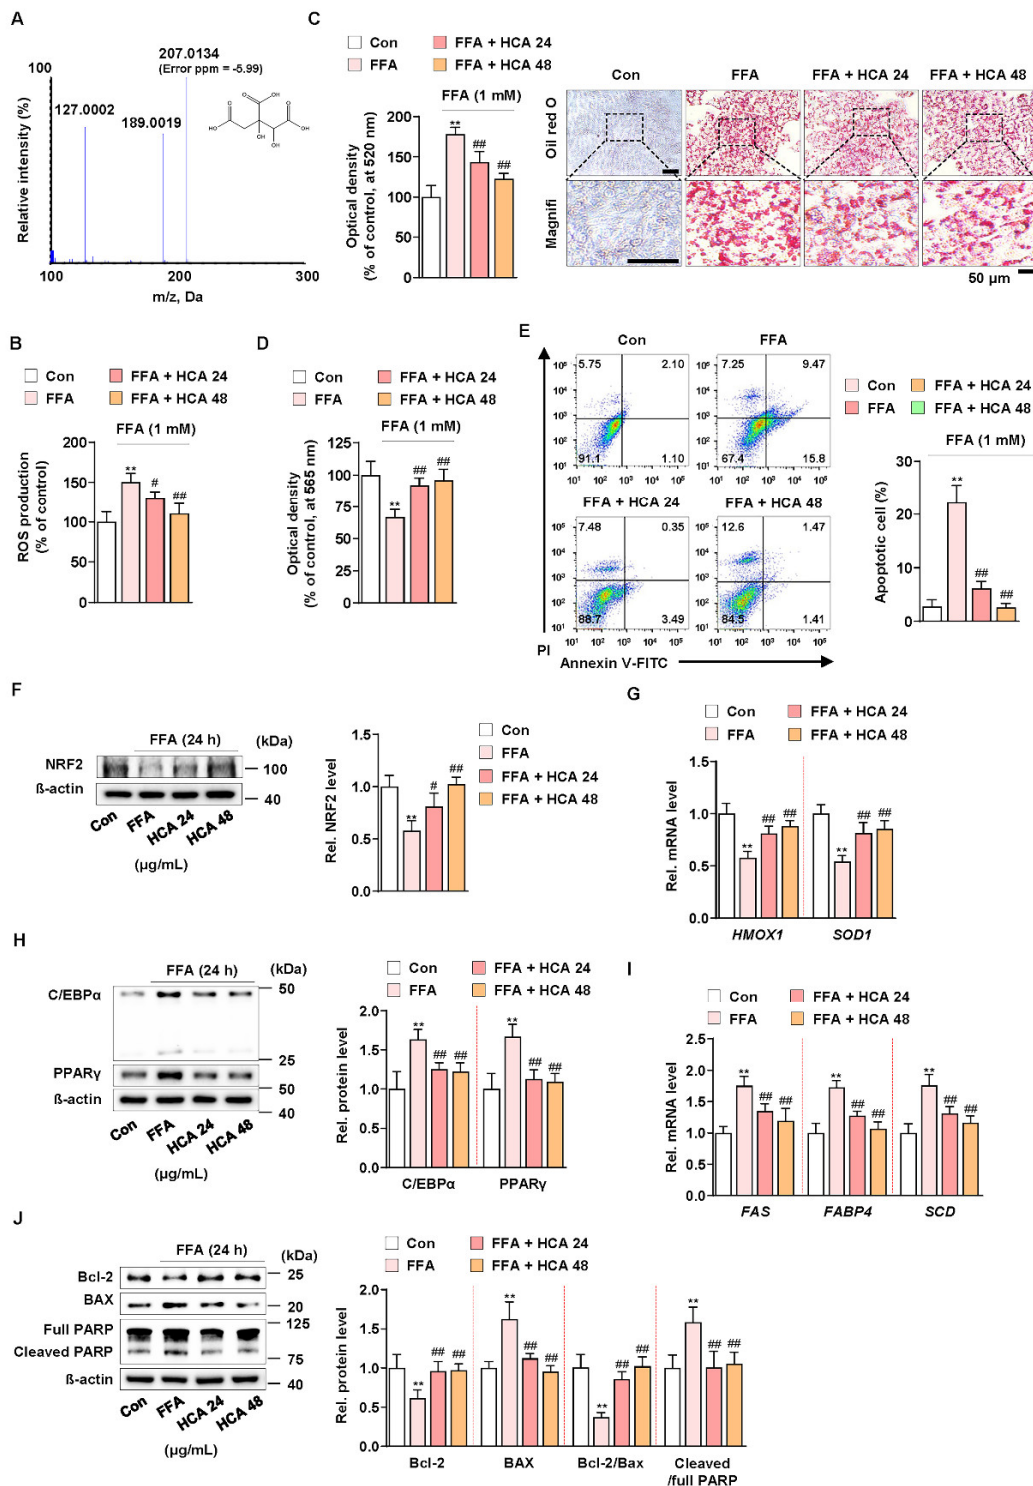 A
100
207.0134
(Error ppm = -5.99)
127.0002
189.0019
Relative intensity (%)
100
200
300
m/z, Da
O
OH
O
O
HO
OH
OH
OH
C
Con
FFA + HCA 24
FFA
FFA + HCA 48
FFA (1 mM)
Optical density
(% of control, at 520 nm)
200
150
100
50
0
**
##
##
Con
FFA
FFA + HCA 24
FFA + HCA 48
Oil red O
Magnifi
50 µm
B
Con
FFA + HCA 24
FFA
FFA + HCA 48
FFA (1 mM)
ROS production
(% of control)
200
150
100
50
0
**
#
##
D
Con
FFA + HCA 24
FFA
FFA + HCA 48
FFA (1 mM)
Optical density
(% of control, at 565 nm)
125
100
75
50
25
0
**
##
##
E
Con
FFA
5.75
2.10
91.1
1.10
7.25
9.47
67.4
15.8
FFA + HCA 24
FFA + HCA 48
7.48
0.35
88.7
3.49
12.6
1.47
84.5
1.41
10⁵
10⁴
10³
10²
10¹
10¹ 10² 10³ 10⁴ 10⁵
PI
Annexin V-FITC
Con
FFA + HCA 24
FFA
FFA + HCA 48
FFA (1 mM)
Apoptotic cell (%)
30
20
10
0
**
##
##
F
FFA (24 h)
(kDa)
NRF2
100
ß-actin
40
Con
FFA
HCA 24
HCA 48
(µg/mL)
Rel. NRF2 level
1.5
1.0
0.5
0.0
**
#
##
Con
FFA
FFA + HCA 24
FFA + HCA 48
G
Con
FFA + HCA 24
FFA
FFA + HCA 48
Rel. mRNA level
1.5
1.0
0.5
0.0
**
##
##
**
##
##
HMOX1
SOD1
H
FFA (24 h)
(kDa)
C/EBPα
50
25
PPARγ
50
ß-actin
40
Con
FFA
HCA 24
HCA 48
(µg/mL)
Con
FFA + HCA 24
FFA
FFA + HCA 48
Rel. protein level
2.0
1.5
1.0
0.5
0.0
**
##
##
**
##
##
C/EBPα
PPARγ
I
Con
FFA + HCA 24
FFA
FFA + HCA 48
Rel. mRNA level
2.5
2.0
1.5
1.0
0.5
0.0
**
##
##
**
##
##
**
##
##
FAS
FABP4
SCD
J
FFA (24 h)
(kDa)
Bcl-2
25
BAX
20
125
Full PARP
Cleaved PARP
75
ß-actin
40
Con
FFA
HCA 24
HCA 48
(µg/mL)
Con
FFA + HCA 24
FFA
FFA + HCA 48
Rel. protein level
2.0
1.5
1.0
0.5
0.0
**
##
##
**
##
##
**
##
##
**
##
##
Bcl-2
BAX
Bcl-2/Bax
Cleaved
/full PARP